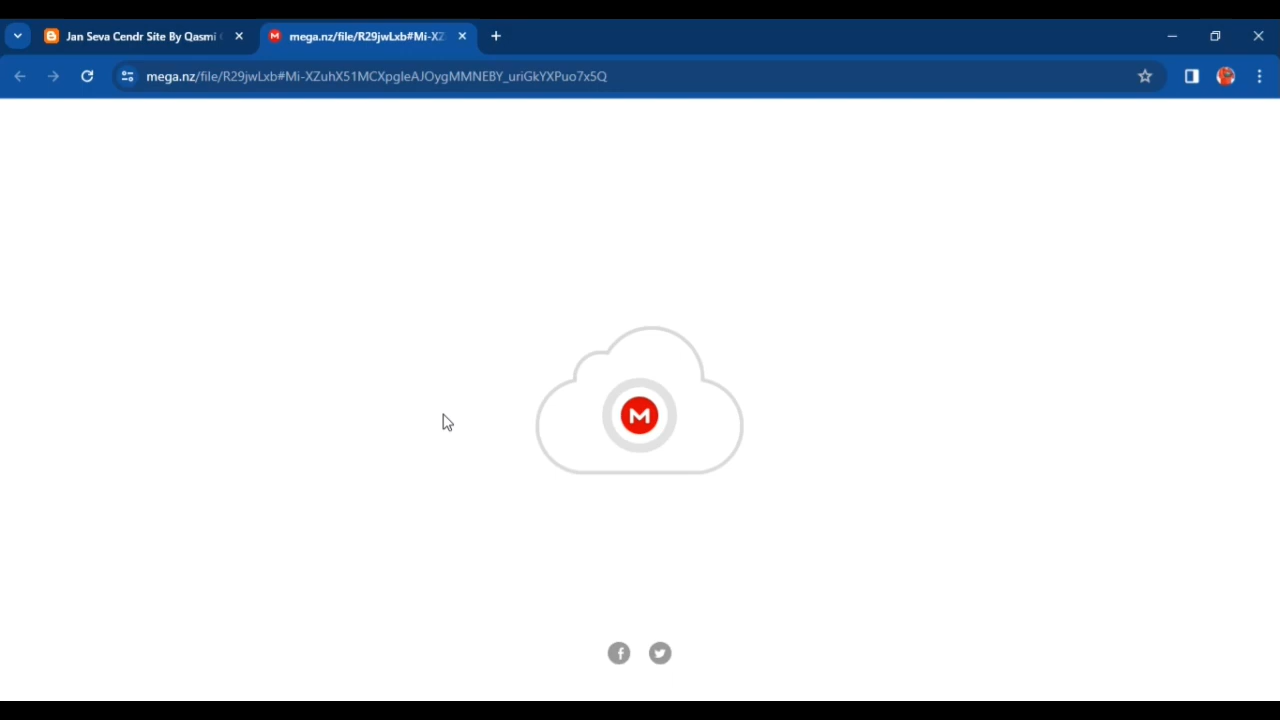 Jan Seva Cendr Site By Qasmi
mega.nz/file/R29jwLxb#Mi-XZ
mega.nz/file/R29jwLxb#Mi-XZuhX51MCXpgleAJOygMMNEBY_uriGkYXPuo7x5Q
M